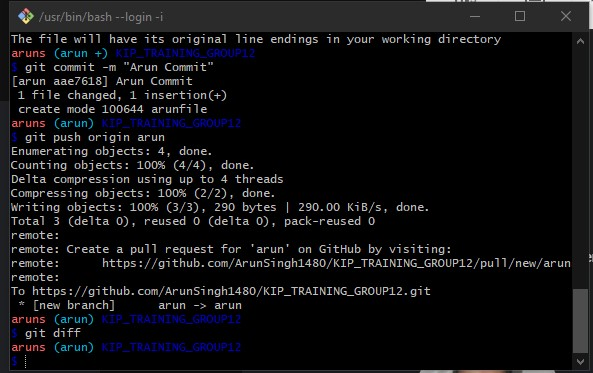 /usr/bin/bash --login -i
The file will have its original line endings in your working directory
aruns (arun +) KIP_TRAINING_GROUP12
$ git commit -m "Arun Commit"
[arun aae7618] Arun Commit
 1 file changed, 1 insertion(+)
 create mode 100644 arunfile
aruns (arun) KIP_TRAINING_GROUP12
$ git push origin arun
Enumerating objects: 4, done.
Counting objects: 100% (4/4), done.
Delta compression using up to 4 threads
Compressing objects: 100% (2/2), done.
Writing objects: 100% (3/3), 290 bytes | 290.00 KiB/s, done.
Total 3 (delta 0), reused 0 (delta 0), pack-reused 0
remote:
remote: Create a pull request for 'arun' on GitHub by visiting:
remote:      https://github.com/ArunSingh1480/KIP_TRAINING_GROUP12/pull/new/arun
remote:
To https://github.com/ArunSingh1480/KIP_TRAINING_GROUP12.git
 * [new branch]      arun -> arun
aruns (arun) KIP_TRAINING_GROUP12
$ git diff
aruns (arun) KIP_TRAINING_GROUP12
$